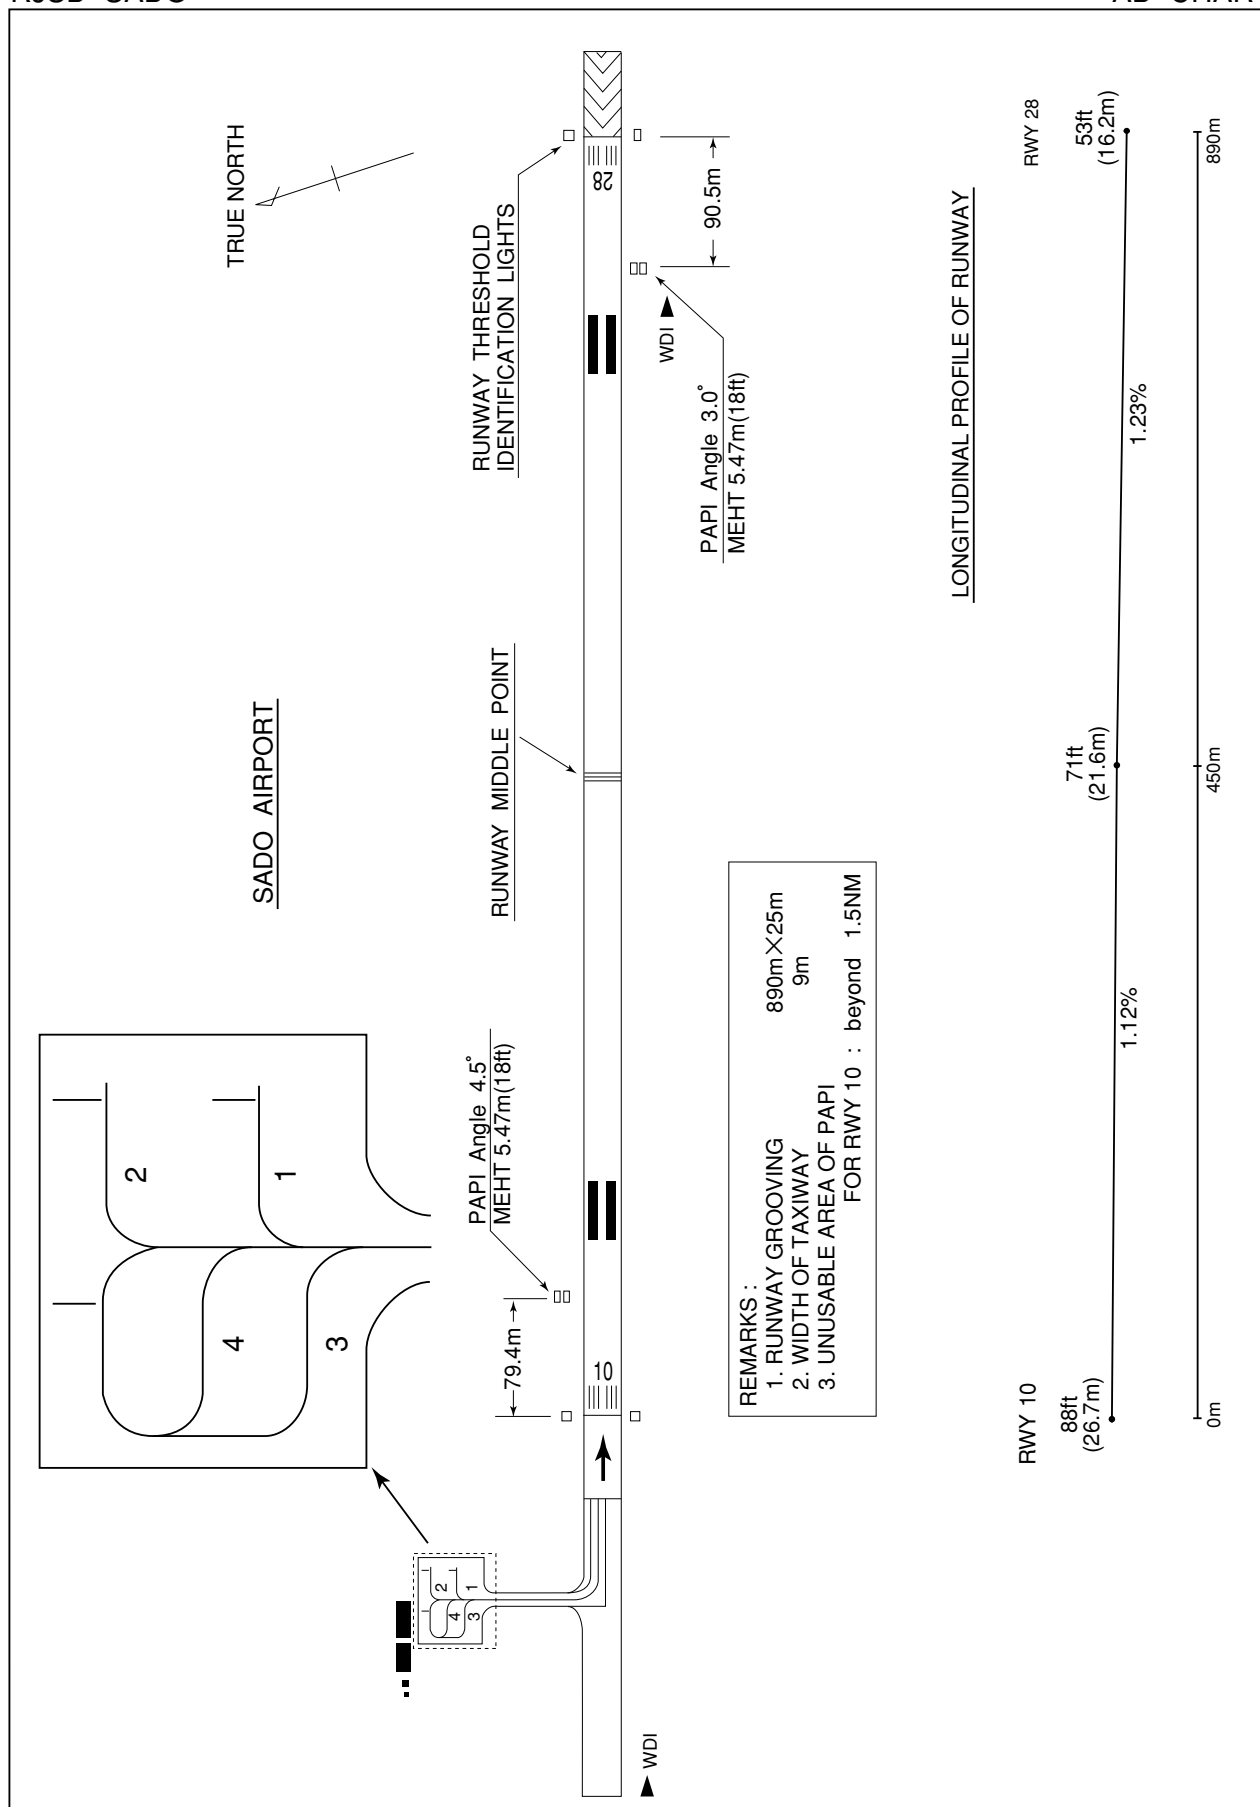 SADO AIRPORT
TRUE NORTH
2
1
4
3
2
1
4
3
WDI
10
79.4m
PAPI Angle 4.5°
MEHT 5.47m(18ft)
RUNWAY MIDDLE POINT
RUNWAY THRESHOLD
IDENTIFICATION LIGHTS
28
90.5m
WDI
PAPI Angle 3.0°
MEHT 5.47m(18ft)
REMARKS :
1. RUNWAY GROOVING 890m×25m
2. WIDTH OF TAXIWAY 9m
3. UNUSABLE AREA OF PAPI
FOR RWY 10 : beyond 1.5NM
LONGITUDINAL PROFILE OF RUNWAY
RWY 10
88ft
(26.7m)
71ft
(21.6m)
RWY 28
53ft
(16.2m)
1.12%
1.23%
0m
450m
890m